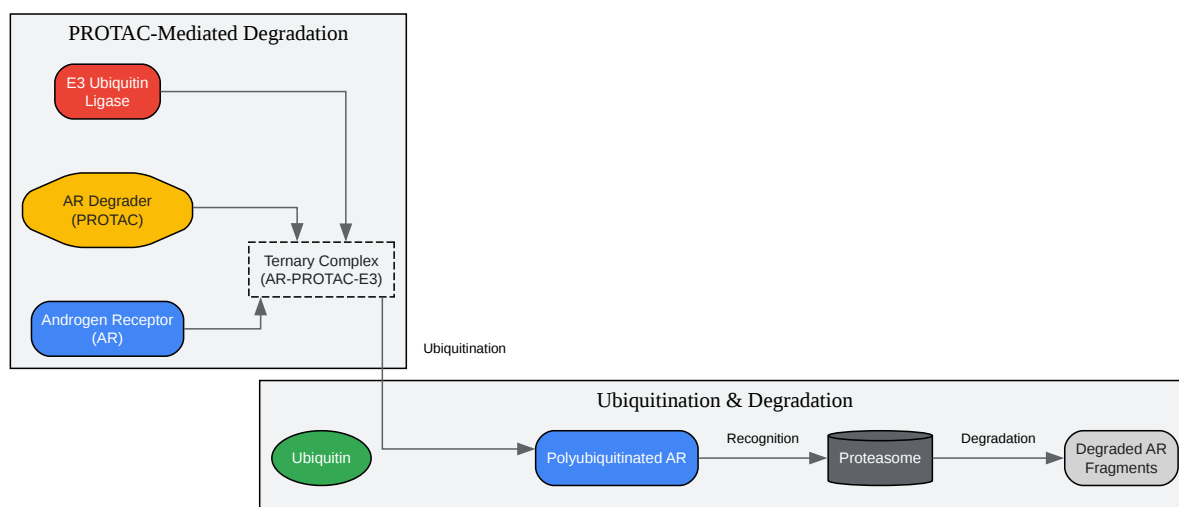 PROTAC-Mediated Degradation
E3 Ubiquitin
Ligase
AR Degrader
(PROTAC)
Ternary Complex
(AR-PROTAC-E3)
Androgen Receptor
(AR)
Ubiquitination
Ubiquitination & Degradation
Ubiquitin
Polyubiquitinated AR
Recognition
Proteasome
Degradation
Degraded AR
Fragments